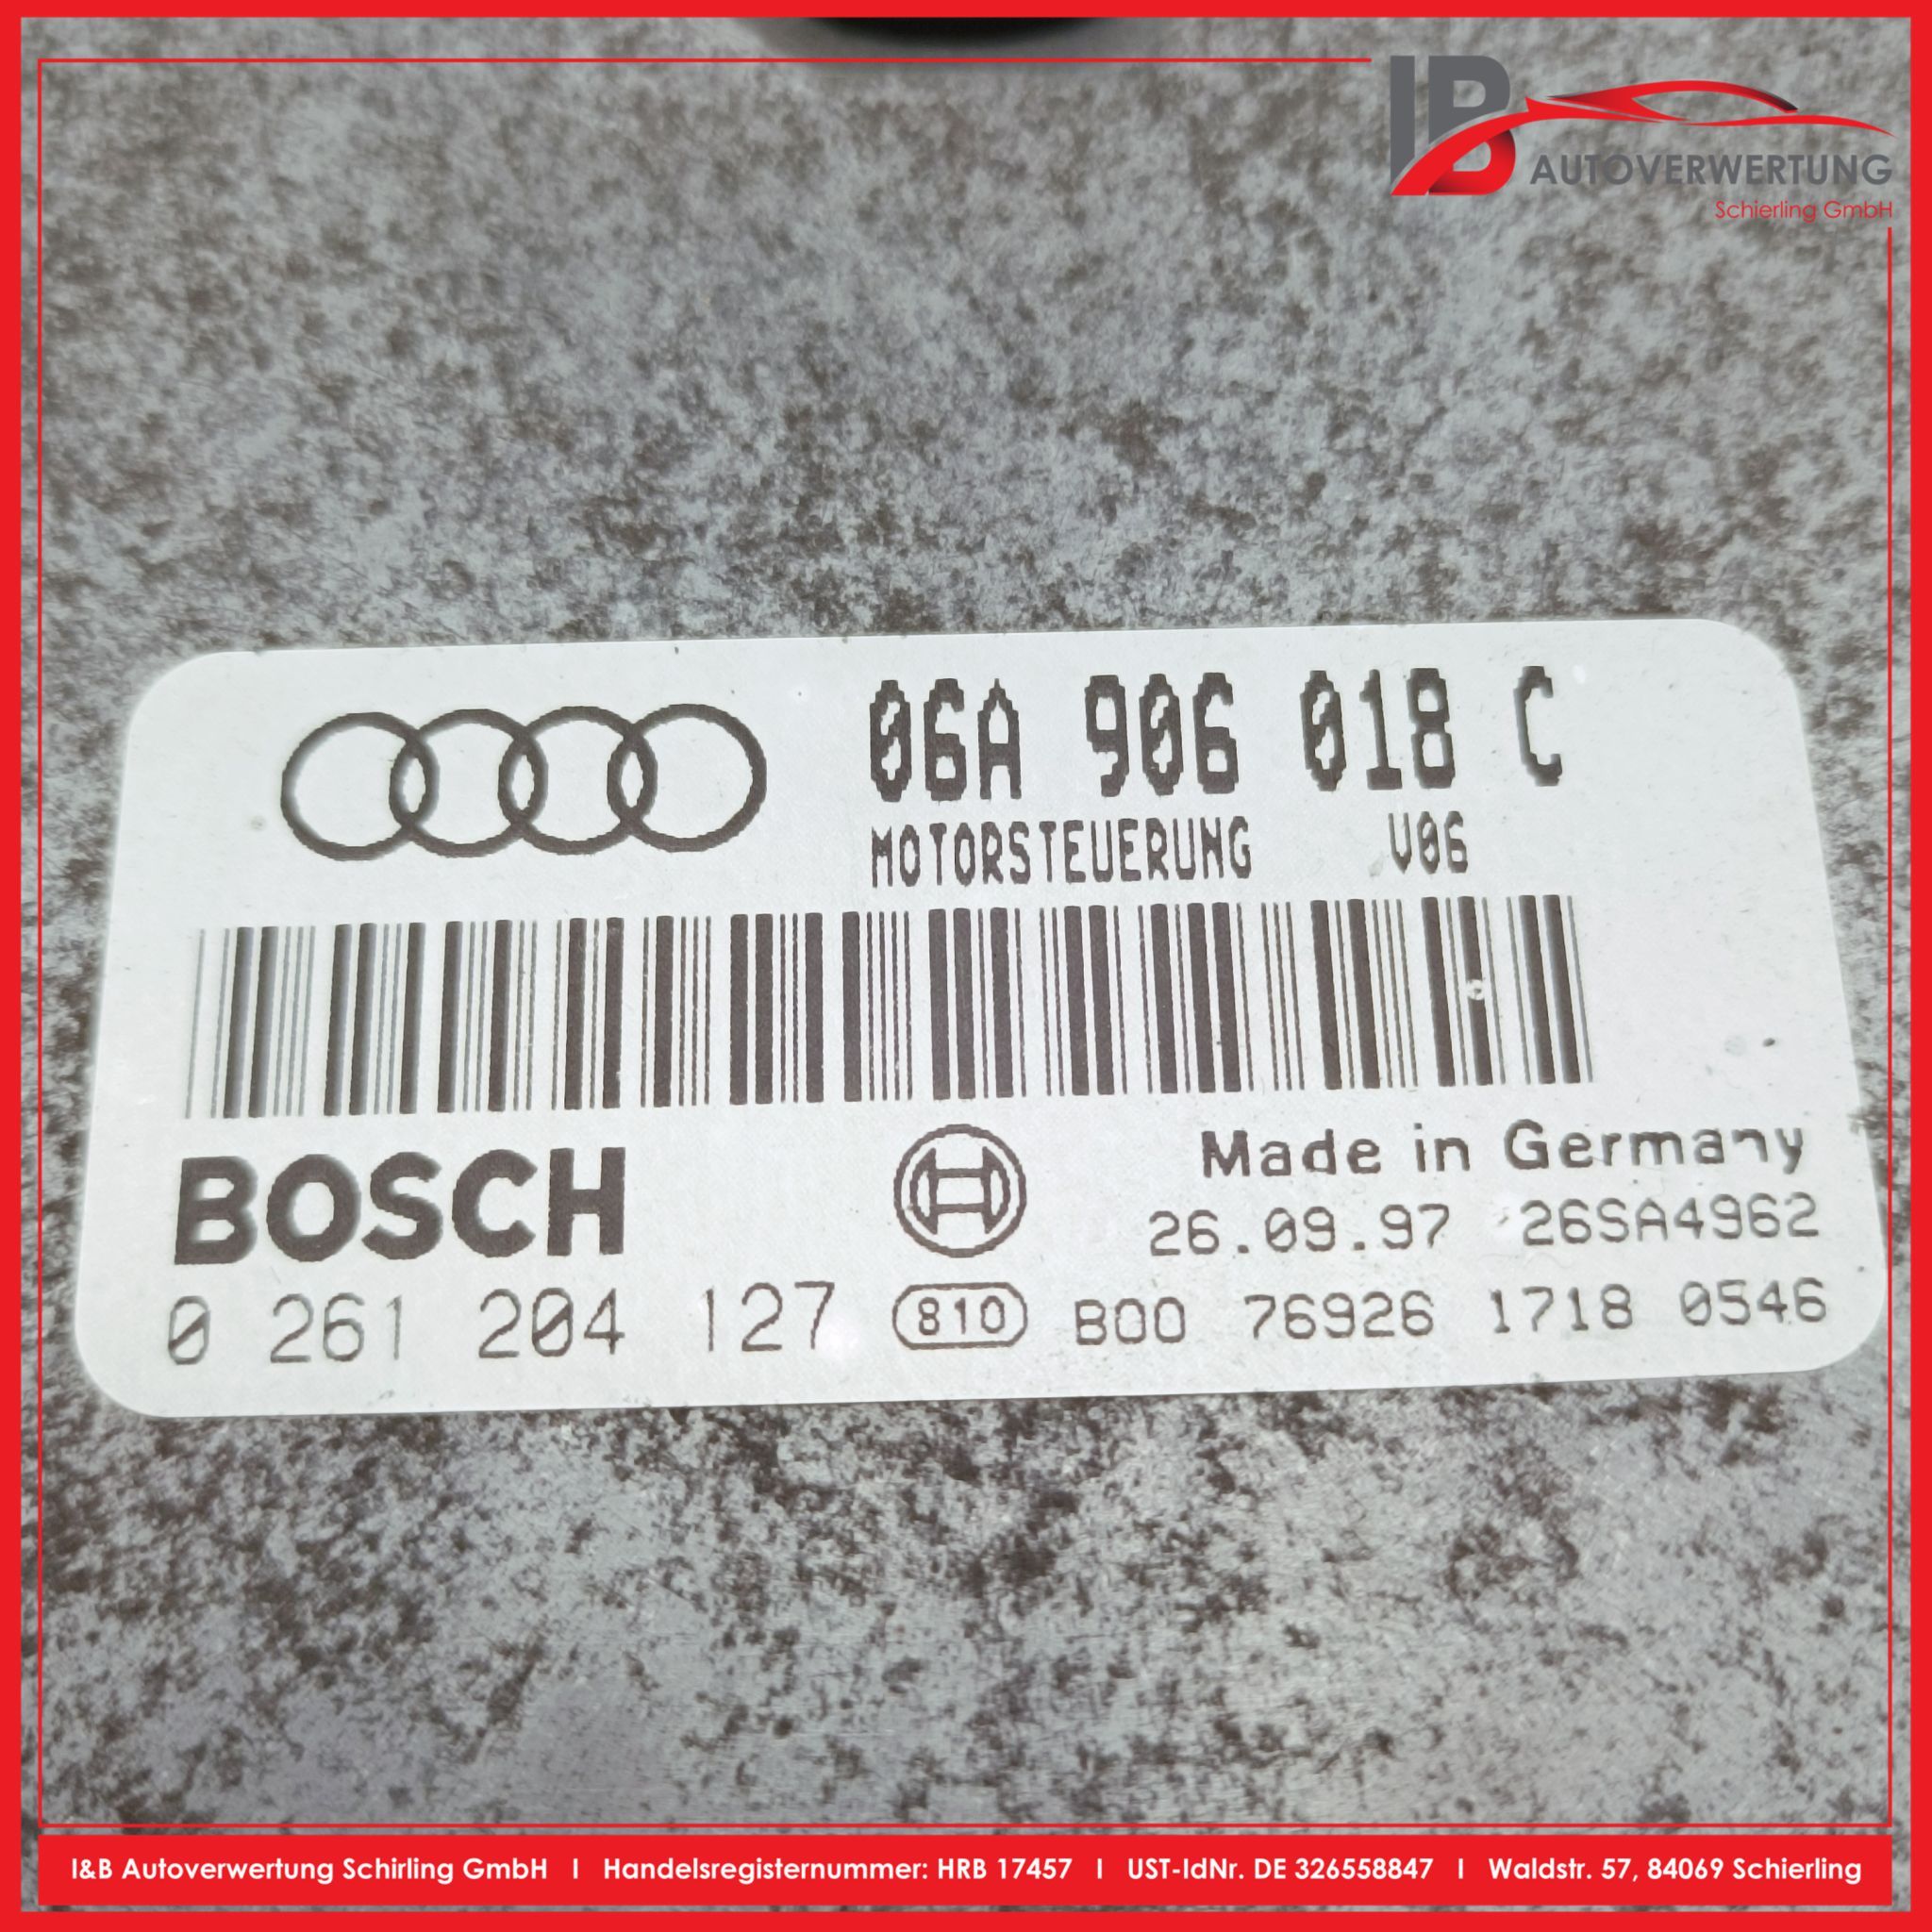 IB
AUTOVERWERTUNG
Schierling GmbH
06A 906 018 C
MOTORSTEUERUNG V06
BOSCH
Made in Germany
26.09.97 26SA4962
0 261 204 127 810 B00 76926 1718 0546
I&B Autoverwertung Schirling GmbH I Handelsregisternummer: HRB 17457 I UST-IdNr. DE 326558847 I Waldstr. 57, 84069 Schierling